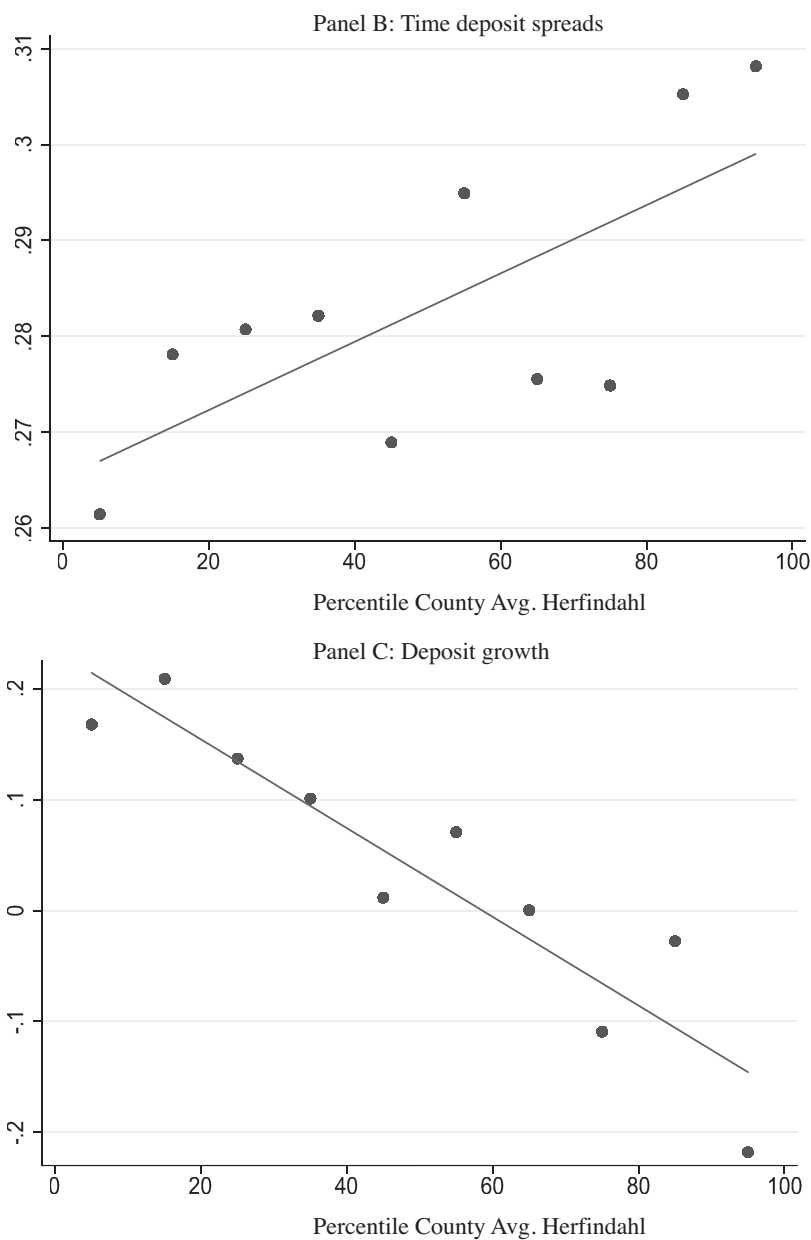 Panel B: Time deposit spreads
.31
.3
.29
.28
.27
.26
0 20 40 60 80 100
Percentile County Avg. Herfindahl
Panel C: Deposit growth
.2
.1
0
-.1
-.2
0 20 40 60 80 100
Percentile County Avg. Herfindahl